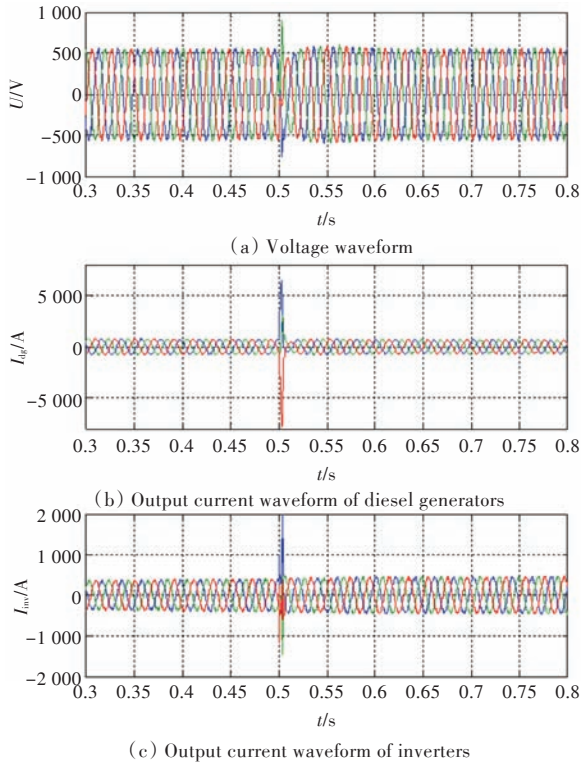 1 000
500
0
−500
−1 000
U/V
0.3 0.35 0.4 0.45 0.5 0.55 0.6 0.65 0.7 0.75 0.8
t/s
(a) Voltage waveform
5 000
0
−5 000
I_dg/A
0.3 0.35 0.4 0.45 0.5 0.55 0.6 0.65 0.7 0.75 0.8
t/s
(b) Output current waveform of diesel generators
2 000
1 000
0
−1 000
−2 000
I_inv/A
0.3 0.35 0.4 0.45 0.5 0.55 0.6 0.65 0.7 0.75 0.8
t/s
(c) Output current waveform of inverters